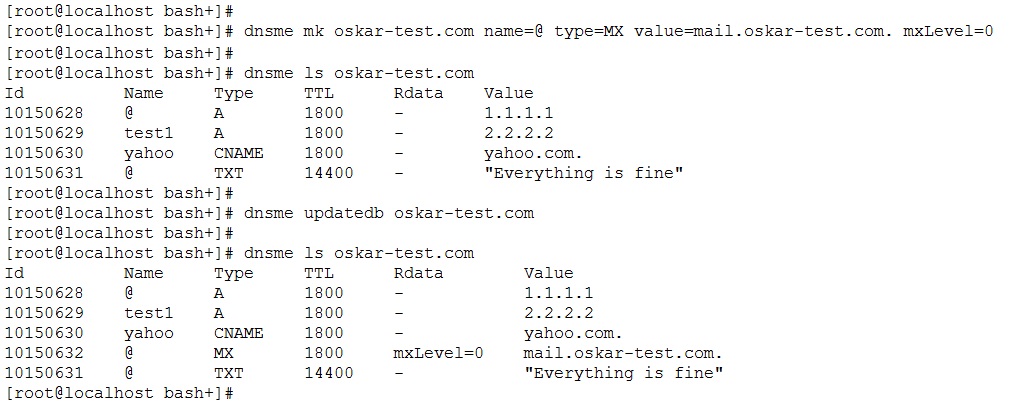 [root@localhost bash+]#
[root@localhost bash+]# dnsme mk oskar-test.com name=@ type=MX value=mail.oskar-test.com. mxLevel=0
[root@localhost bash+]#
[root@localhost bash+]# dnsme ls oskar-test.com
Id          Name     Type     TTL      Rdata    Value
10150628    @        A        1800     -        1.1.1.1
10150629    test1    A        1800     -        2.2.2.2
10150630    yahoo    CNAME    1800     -        yahoo.com.
10150631    @        TXT      14400    -        "Everything is fine"
[root@localhost bash+]#
[root@localhost bash+]# dnsme updatedb oskar-test.com
[root@localhost bash+]#
[root@localhost bash+]# dnsme ls oskar-test.com
Id          Name     Type     TTL      Rdata        Value
10150628    @        A        1800     -            1.1.1.1
10150629    test1    A        1800     -            2.2.2.2
10150630    yahoo    CNAME    1800     -            yahoo.com.
10150632    @        MX       1800     mxLevel=0    mail.oskar-test.com.
10150631    @        TXT      14400    -            "Everything is fine"
[root@localhost bash+]#